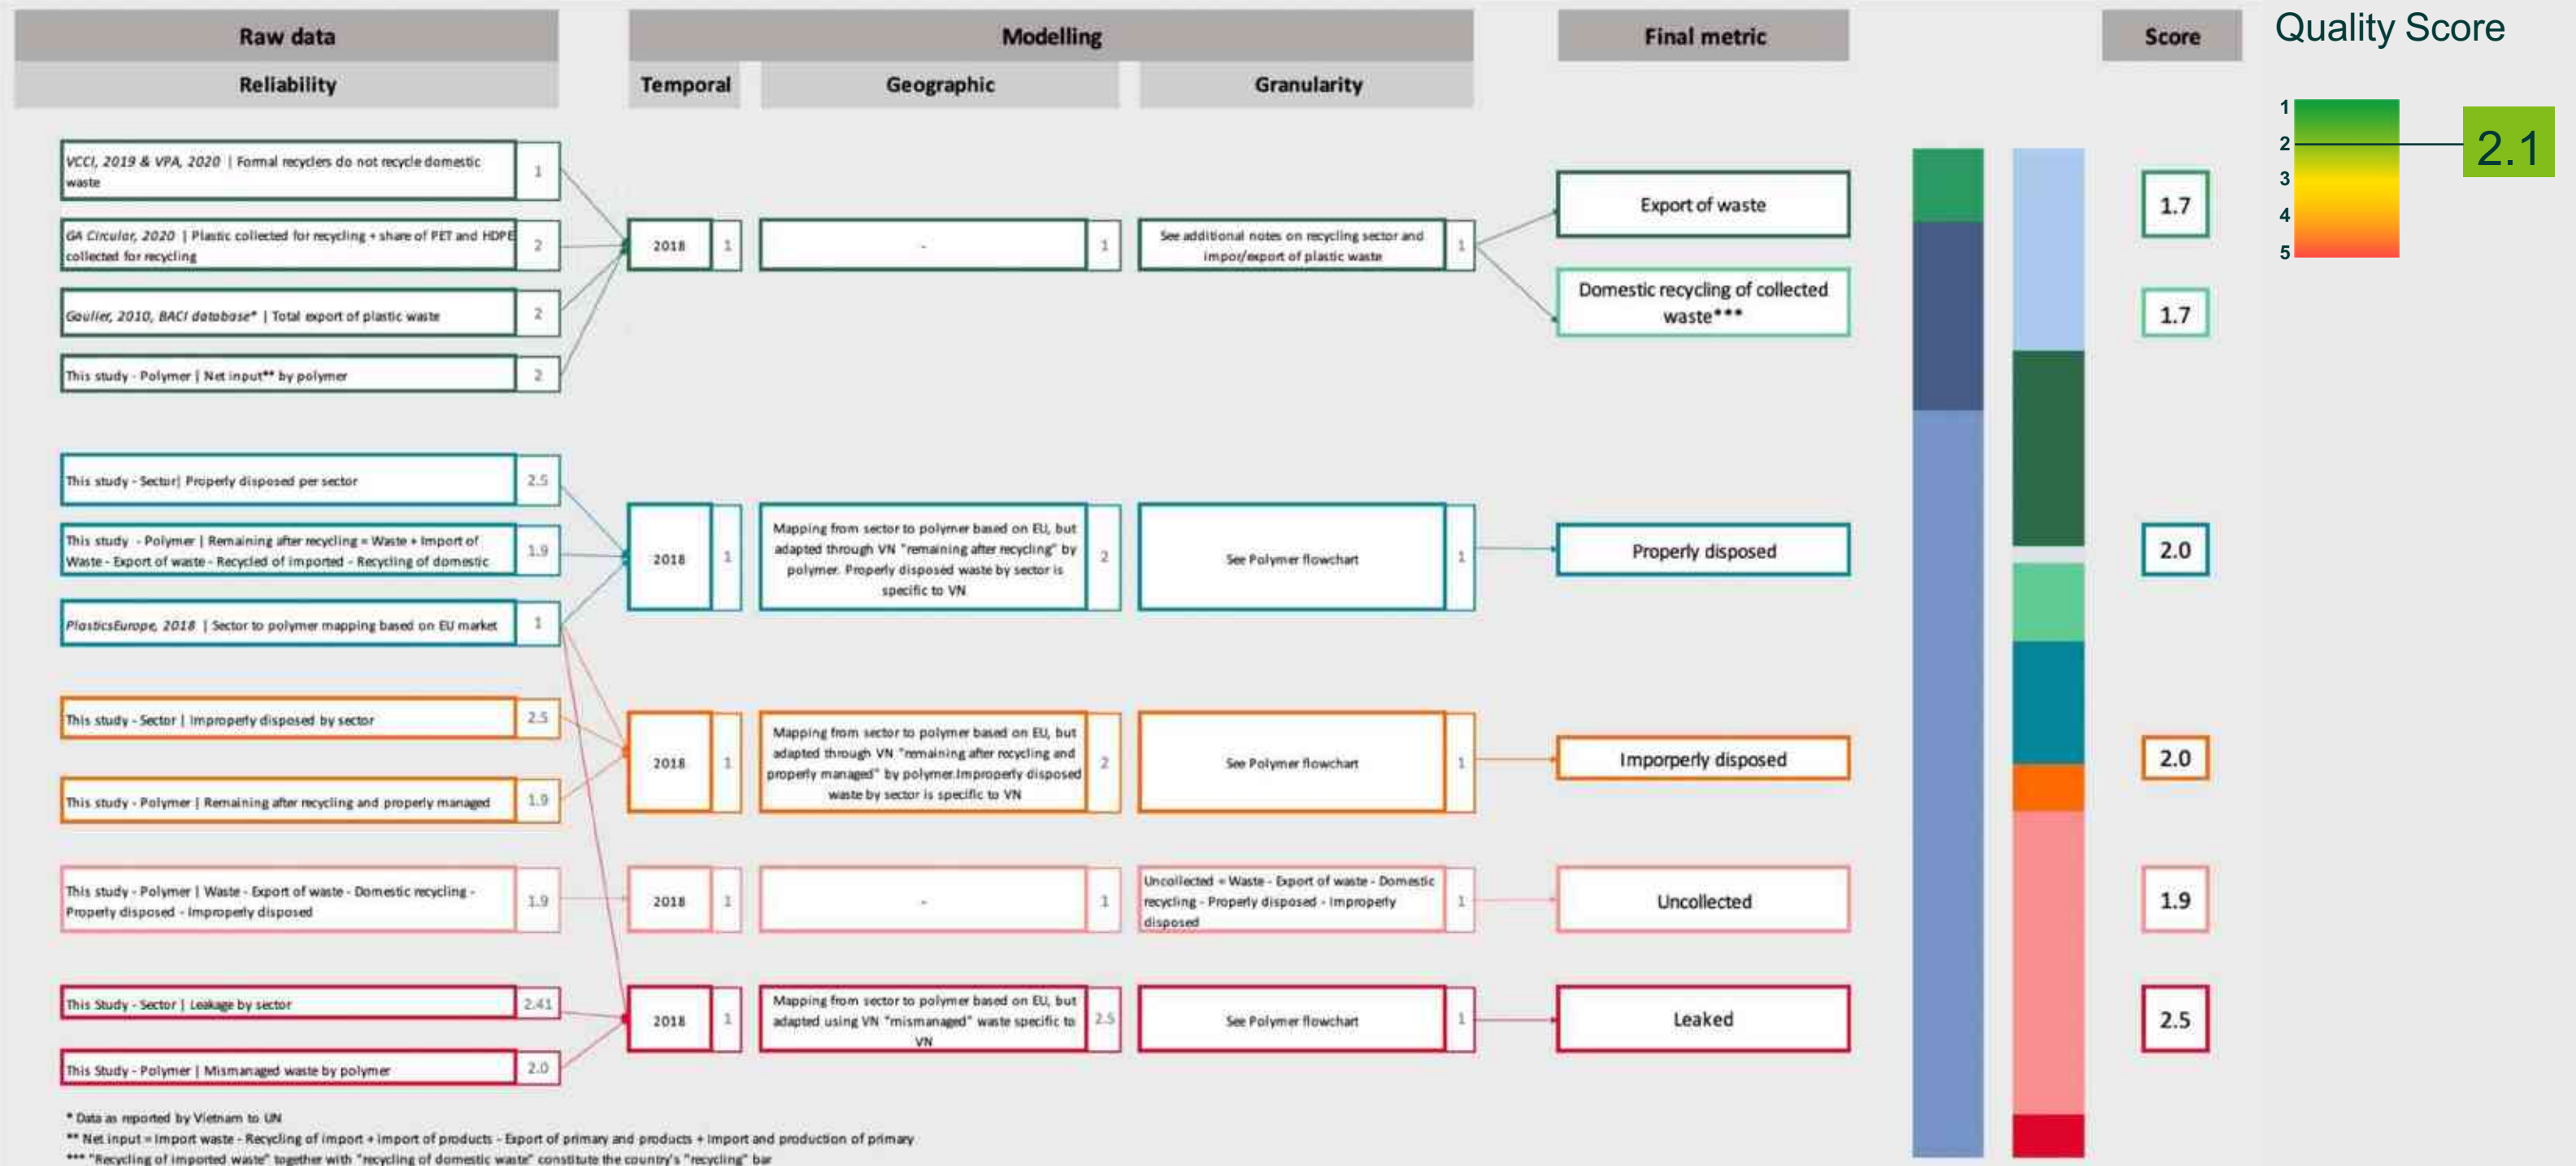 Raw data
Modelling
Final metric
Score
Quality Score
Reliability
Temporal
Geographic
Granularity
1
2
3
4
5
2.1
VCCI, 2019 & VPA, 2020 | Formal recyclers do not recycle domestic
waste
1
GA Circular, 2020 | Plastic collected for recycling + share of PET and HDPE
collected for recycling
2
Gaulier, 2010, BACI database* | Total export of plastic waste
2
This study - Polymer | Net input** by polymer
2
2018
1
-
1
See additional notes on recycling sector and
impor/export of plastic waste
1
Export of waste
1.7
Domestic recycling of collected
waste***
1.7
This study - Sector| Properly disposed per sector
2.5
This study - Polymer | Remaining after recycling = Waste + Import of
Waste - Export of waste - Recycled of imported - Recycling of domestic
1.9
PlasticsEurope, 2018 | Sector to polymer mapping based on EU market
1
2018
1
Mapping from sector to polymer based on EU, but
adapted through VN "remaining after recycling" by
polymer. Properly disposed waste by sector is
specific to VN
2
See Polymer flowchart
1
Properly disposed
2.0
This study - Sector | Improperly disposed by sector
2.5
This study - Polymer | Remaining after recycling and properly managed
1.9
2018
1
Mapping from sector to polymer based on EU, but
adapted through VN "remaining after recycling and
properly managed" by polymer.Improperly disposed
waste by sector is specific to VN
2
See Polymer flowchart
1
Imporperly disposed
2.0
This study - Polymer | Waste - Export of waste - Domestic recycling -
Properly disposed - Improperly disposed
1.9
2018
1
-
1
Uncollected = Waste - Export of waste - Domestic
recycling - Properly disposed - Improperly
disposed
1
Uncollected
1.9
This Study - Sector | Leakage by sector
2.41
This Study - Polymer | Mismanaged waste by polymer
2.0
2018
1
Mapping from sector to polymer based on EU, but
adapted using VN "mismanaged" waste specific to
VN
2.5
See Polymer flowchart
1
Leaked
2.5
* Data as reported by Vietnam to UN
** Net input = Import waste - Recycling of import + import of products - Export of primary and products + Import and production of primary
*** "Recycling of imported waste" together with "recycling of domestic waste" constitute the country's "recycling" bar